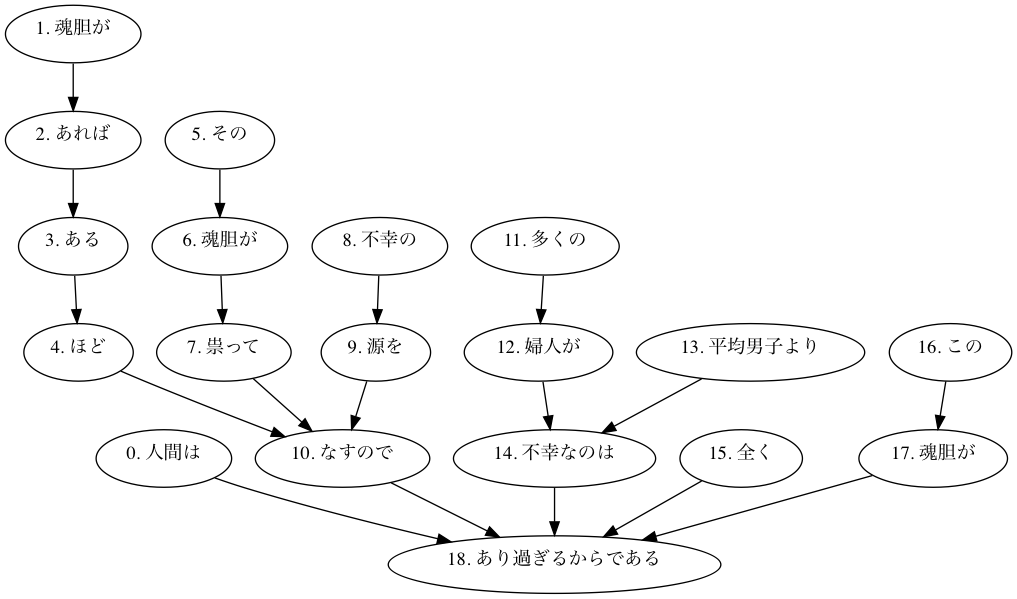 1. 魂胆が
2. あれば
5. その
3. ある
6. 魂胆が
8. 不幸の
11. 多くの
4. ほど
7. 祟って
9. 源を
12. 婦人が
13. 平均男子より
16. この
0. 人間は
10. なすので
14. 不幸なのは
15. 全く
17. 魂胆が
18. あり過ぎるからである